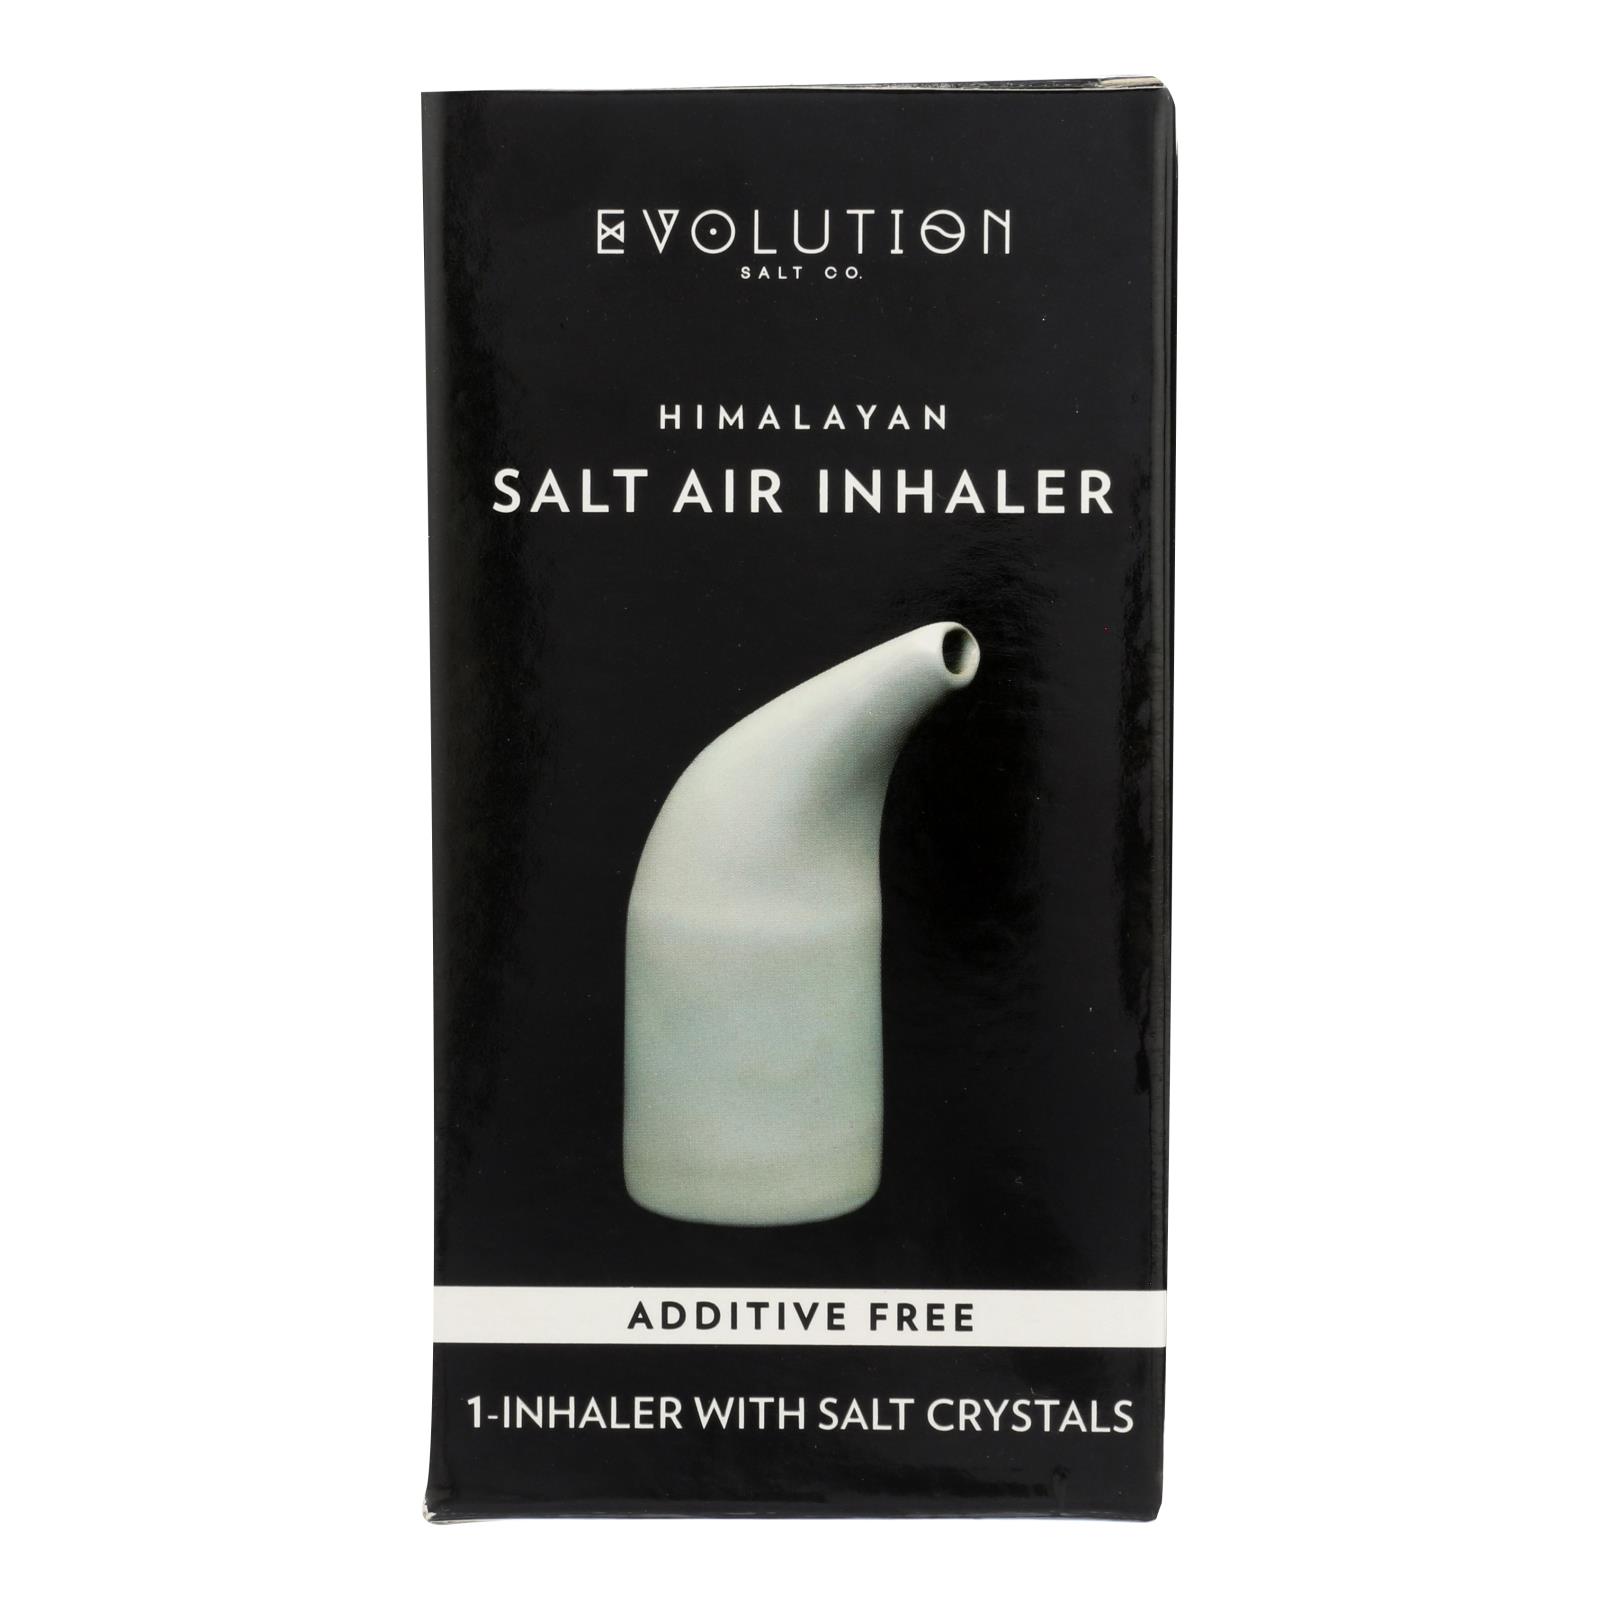 EVOLUTION
SALT CO.
HIMALAYAN
SALT AIR INHALER
ADDITIVE FREE
1-INHALER WITH SALT CRYSTALS